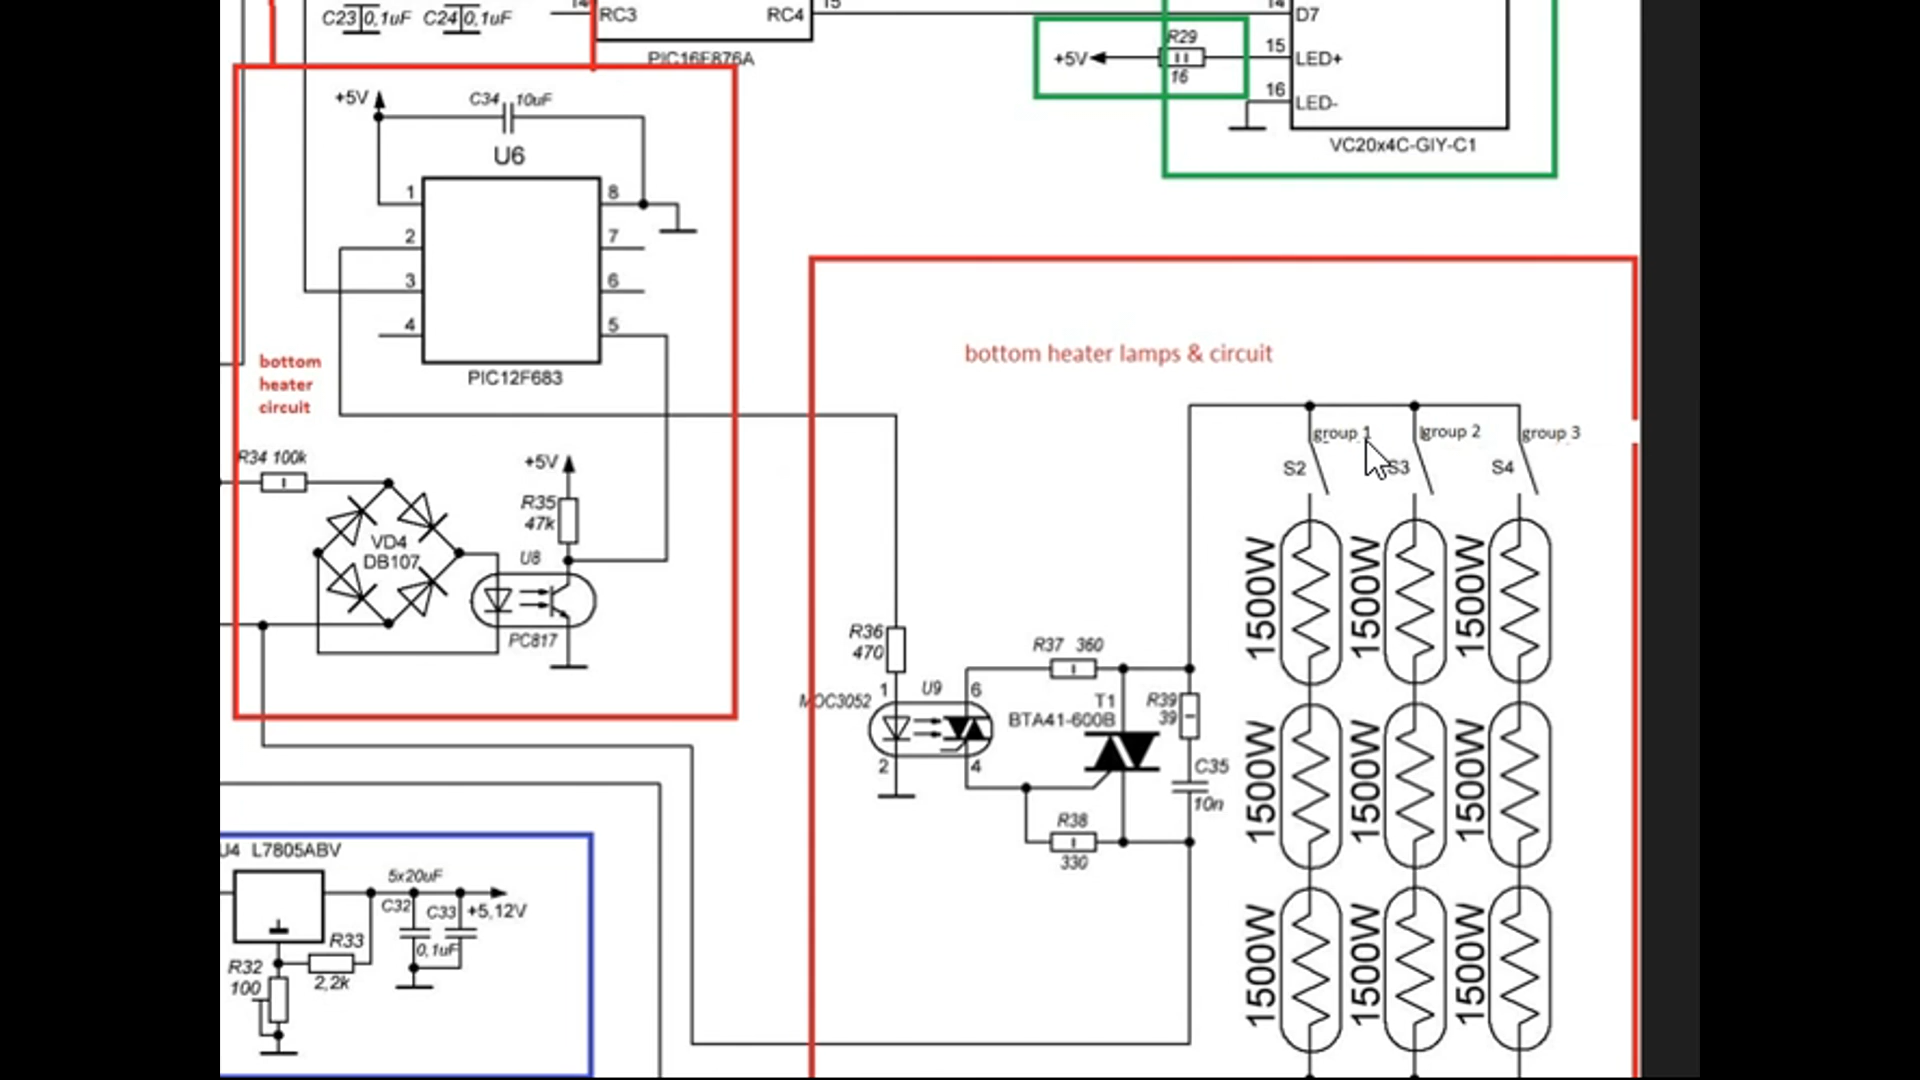 C23 0,1uF
C24 0,1uF
14
RC3
RC4
15
PIC16F876A
14
D7
+5V
R29
16
15
LED+
16
LED-
VC20x4C-GIY-C1
+5V
C34 10uF
U6
1
8
2
7
3
6
4
5
PIC12F683
bottom
heater
circuit
bottom heater lamps & circuit
group 1
group 2
group 3
S2
S3
S4
R34 100k
+5V
R35
47k
VD4
DB107
U8
PC817
1500W
1500W
1500W
R36
470
R37 360
1
U9
6
MOC3052
T1
BTA41-600B
R39
39
2
4
C35
10n
R38
330
1500W
1500W
1500W
U4 L7805ABV
5x20uF
C32
C33
+5,12V
0,1uF
R33
2,2k
R32
100
1500W
1500W
1500W